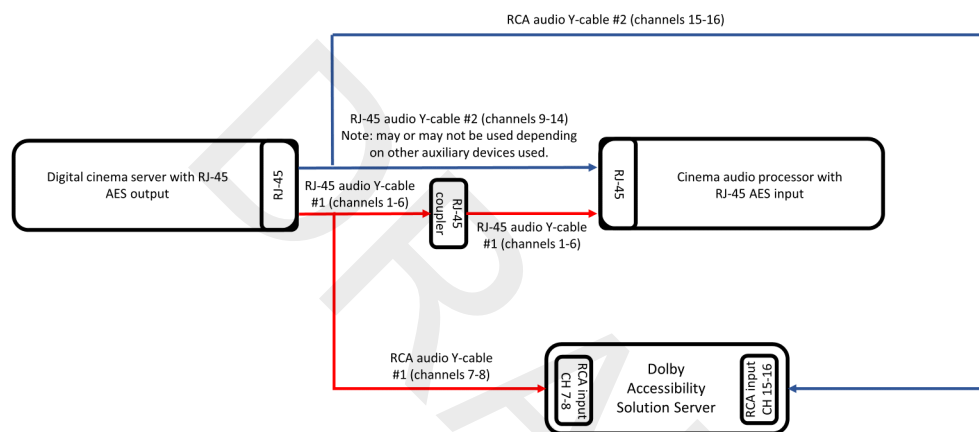 RCA audio Y-cable #2 (channels 15-16)
RJ-45 audio Y-cable #2 (channels 9-14)
Note: may or may not be used depending
on other auxiliary devices used.
Digital cinema server with RJ-45
AES output
RJ-45
RJ-45 audio Y-cable
#1 (channels 1-6)
RJ-45
coupler
RJ-45 audio Y-cable
#1 (channels 1-6)
RJ-45
Cinema audio processor with
RJ-45 AES input
RCA audio Y-cable
#1 (channels 7-8)
RCA input
CH 7-8
Dolby
Accessibility
Solution Server
RCA input
CH 15-16
DRA